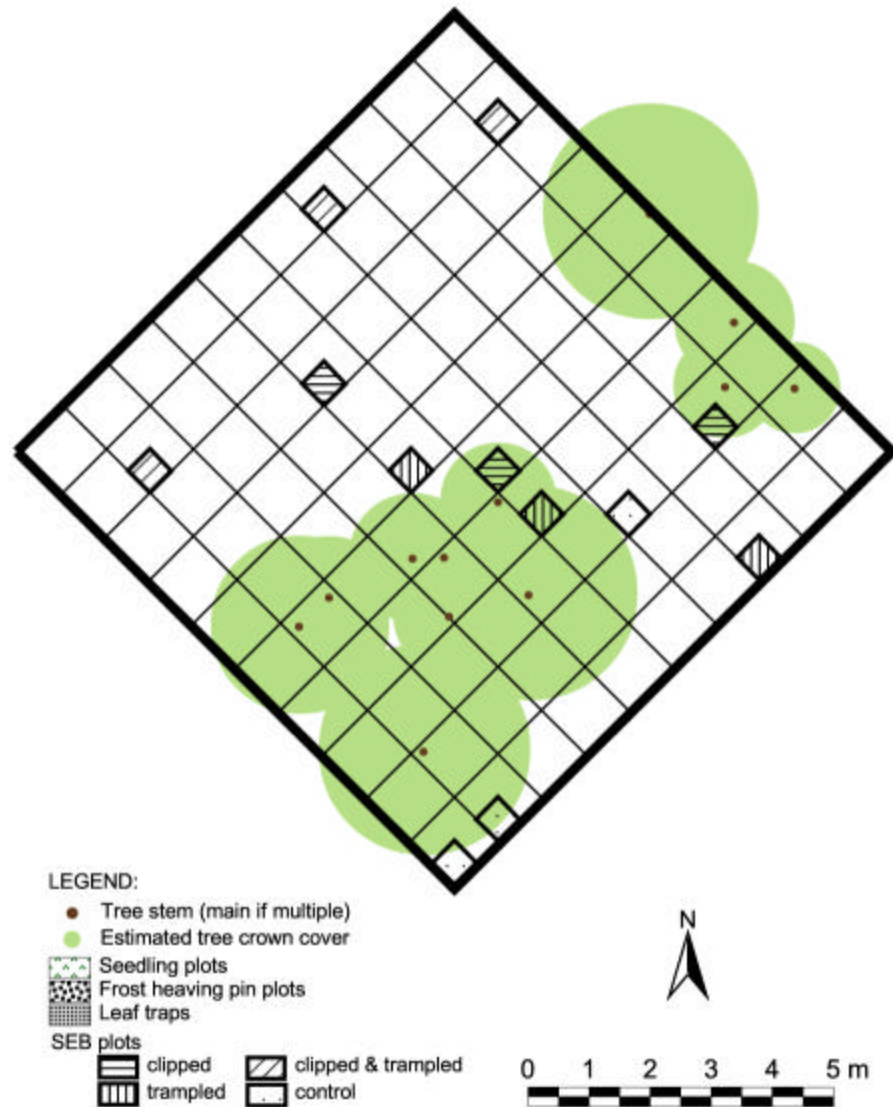 LEGEND:
Tree stem (main if multiple)
Estimated tree crown cover
Seedling plots
Frost heaving pin plots
Leaf traps
SEB plots
clipped clipped & trampled
trampled control
N
0 1 2 3 4 5 m